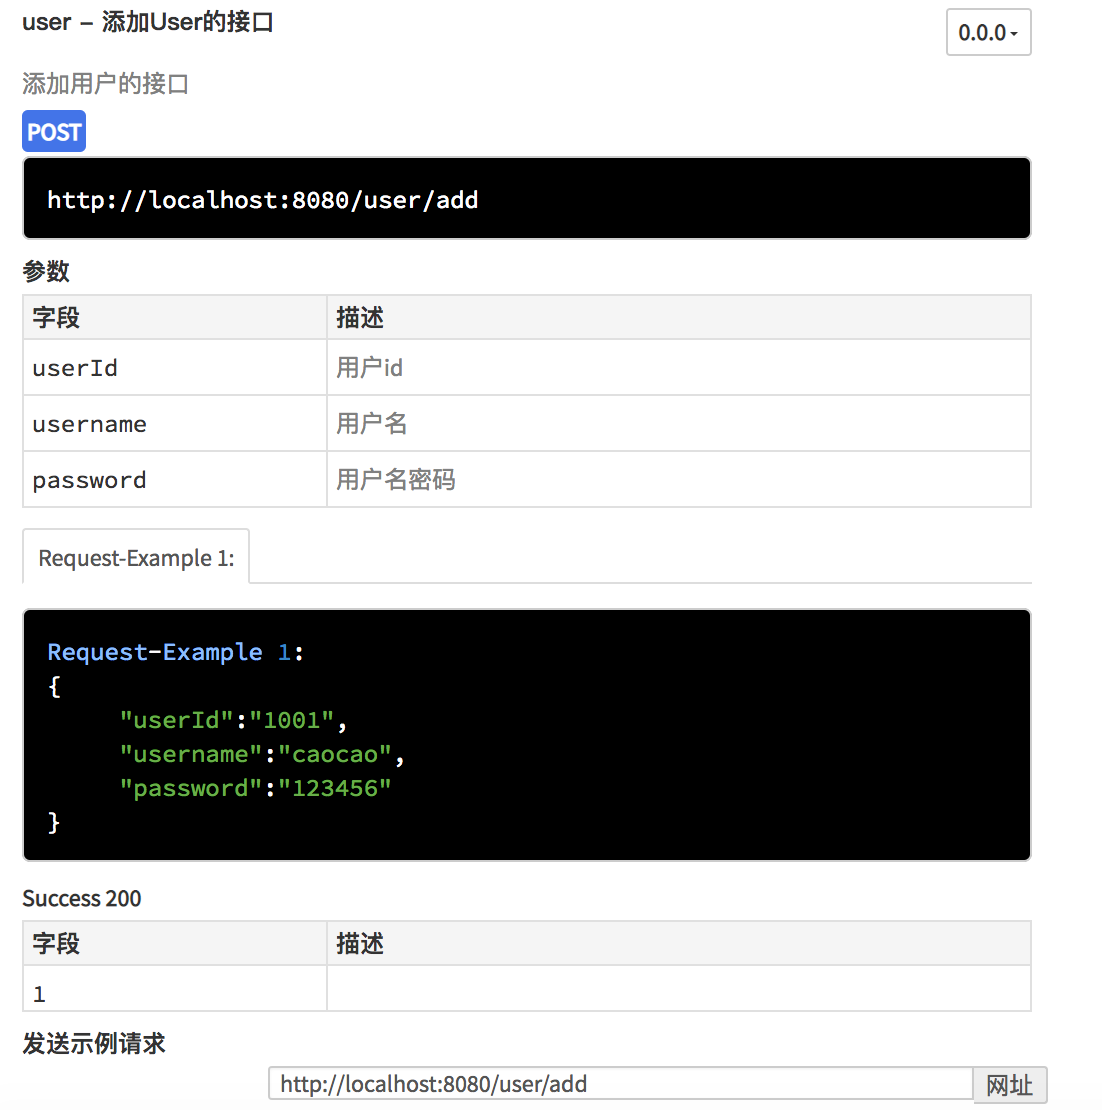 user – 添加User的接口
0.0.0
添加用户的接口
POST
http://localhost:8080/user/add
参数
字段 描述
userId 用户id
username 用户名
password 用户名密码
Request-Example 1:
Request-Example 1:
{
"userId":"1001",
"username":"caocao",
"password":"123456"
}
Success 200
字段 描述
1
发送示例请求
http://localhost:8080/user/add 网址